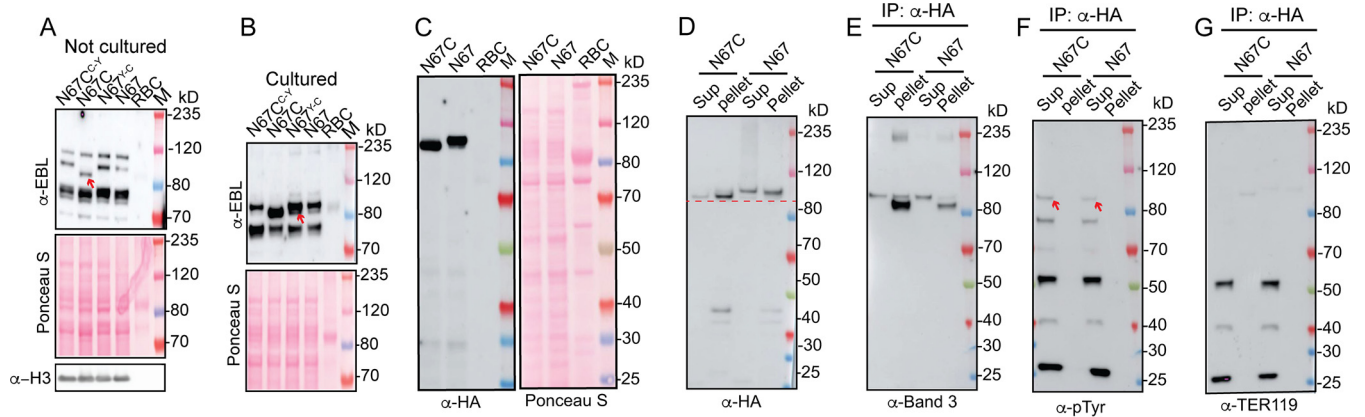 A
Not cultured
N67C^C-Y
N67C
N67^Y-C
N67
RBC
M
kD
α-EBL
-235
-120
-80
-70
Ponceau S
-235
-120
-80
-70
α-H3
B
Cultured
N67C^C-Y
N67C
N67^Y-C
N67
RBC
M
kD
α-EBL
-235
-120
-80
-70
Ponceau S
-235
-120
-80
-70
C
N67C
N67
RBC
M
N67C
N67
RBC
M
kD
-235
-120
-80
-70
-50
-40
-30
-25
α-HA
Ponceau S
D
N67C
N67
Sup
pellet
Sup
Pellet
kD
-235
-120
-80
-70
-50
-40
-30
-25
α-HA
E
IP: α-HA
N67C
N67
Sup
pellet
Sup
Pellet
kD
-235
-120
-80
-70
-50
-40
-30
-25
α-Band 3
F
IP: α-HA
N67C
N67
Sup
pellet
Sup
Pellet
kD
-235
-120
-80
-70
-50
-40
-30
-25
α-pTyr
G
IP: α-HA
N67C
N67
Sup
pellet
Sup
Pellet
kD
-235
-120
-80
-70
-50
-40
-30
-25
α-TER119